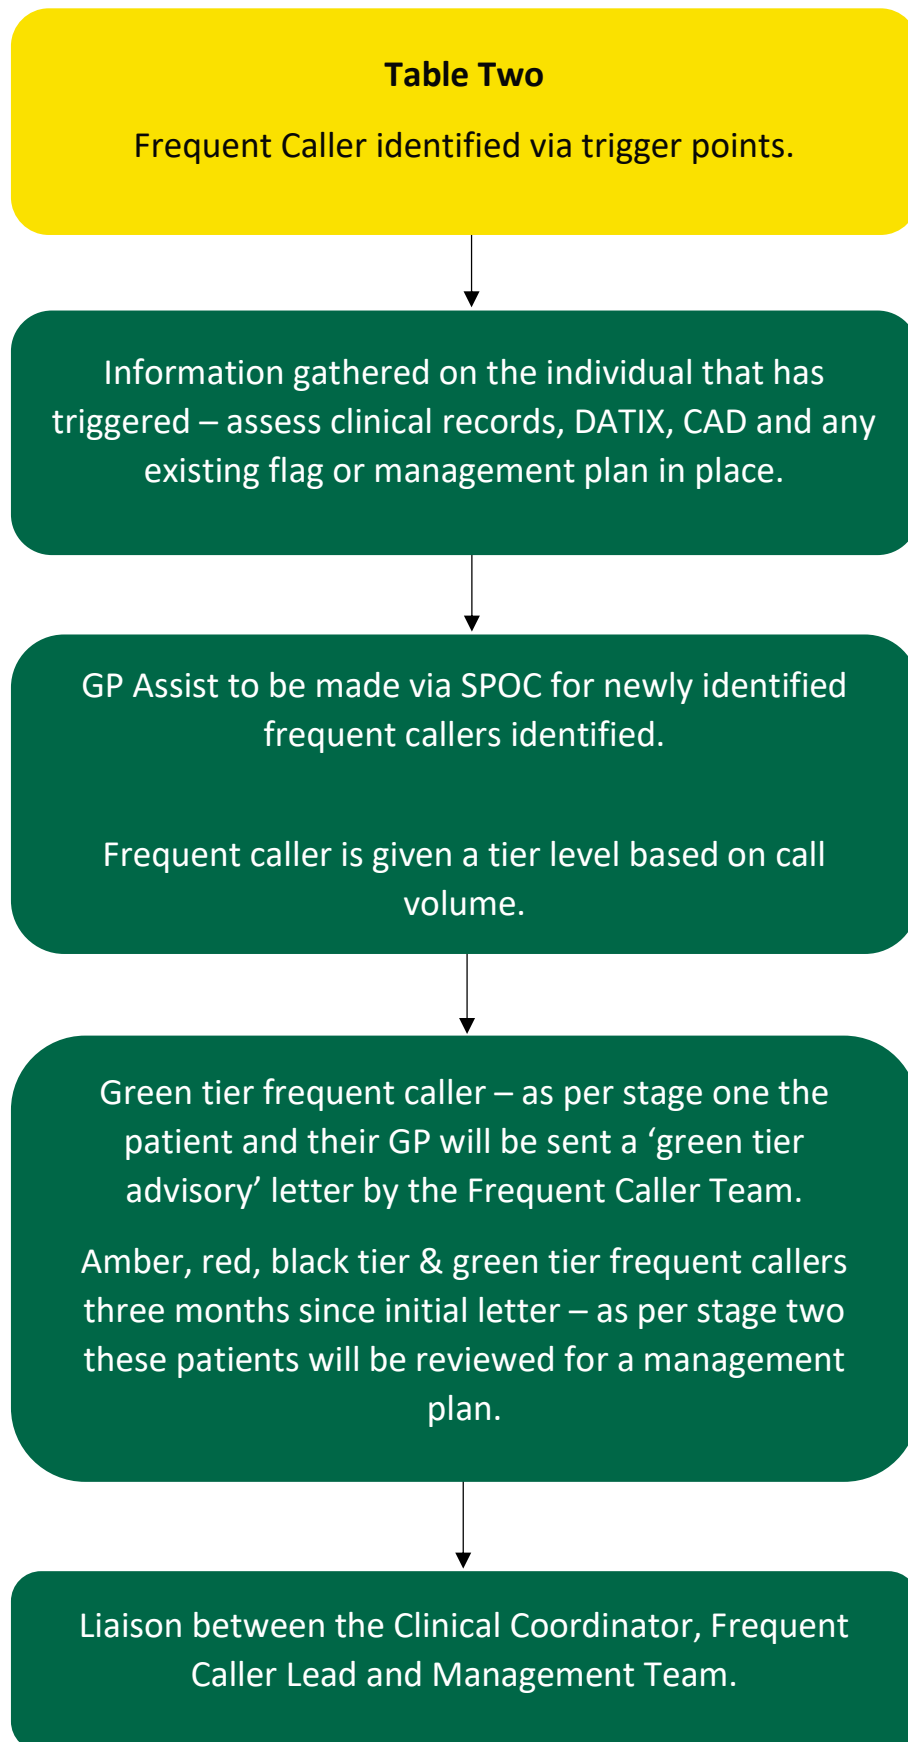 Table Two
Frequent Caller identified via trigger points.
Information gathered on the individual that has
triggered – assess clinical records, DATIX, CAD and any
existing flag or management plan in place.
GP Assist to be made via SPOC for newly identified
frequent callers identified.
Frequent caller is given a tier level based on call
volume.
Green tier frequent caller – as per stage one the
patient and their GP will be sent a ‘green tier
advisory’ letter by the Frequent Caller Team.
Amber, red, black tier & green tier frequent callers
three months since initial letter – as per stage two
these patients will be reviewed for a management
plan.
Liaison between the Clinical Coordinator, Frequent
Caller Lead and Management Team.